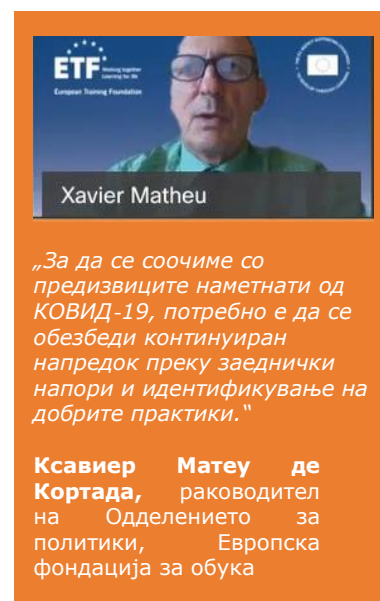 ETF
Working together
Learning for life
European Training Foundation
Xavier Matheu
„За да се соочиме со
предизвиците наметнати од
КОВИД-19, потребно е да се
обезбеди континуиран
напредок преку заеднички
напори и идентификување на
добрите практики.“
Ксавиер Матеу де
Кортада, раководител
на Одделението за
политики, Европска
фондација за обука